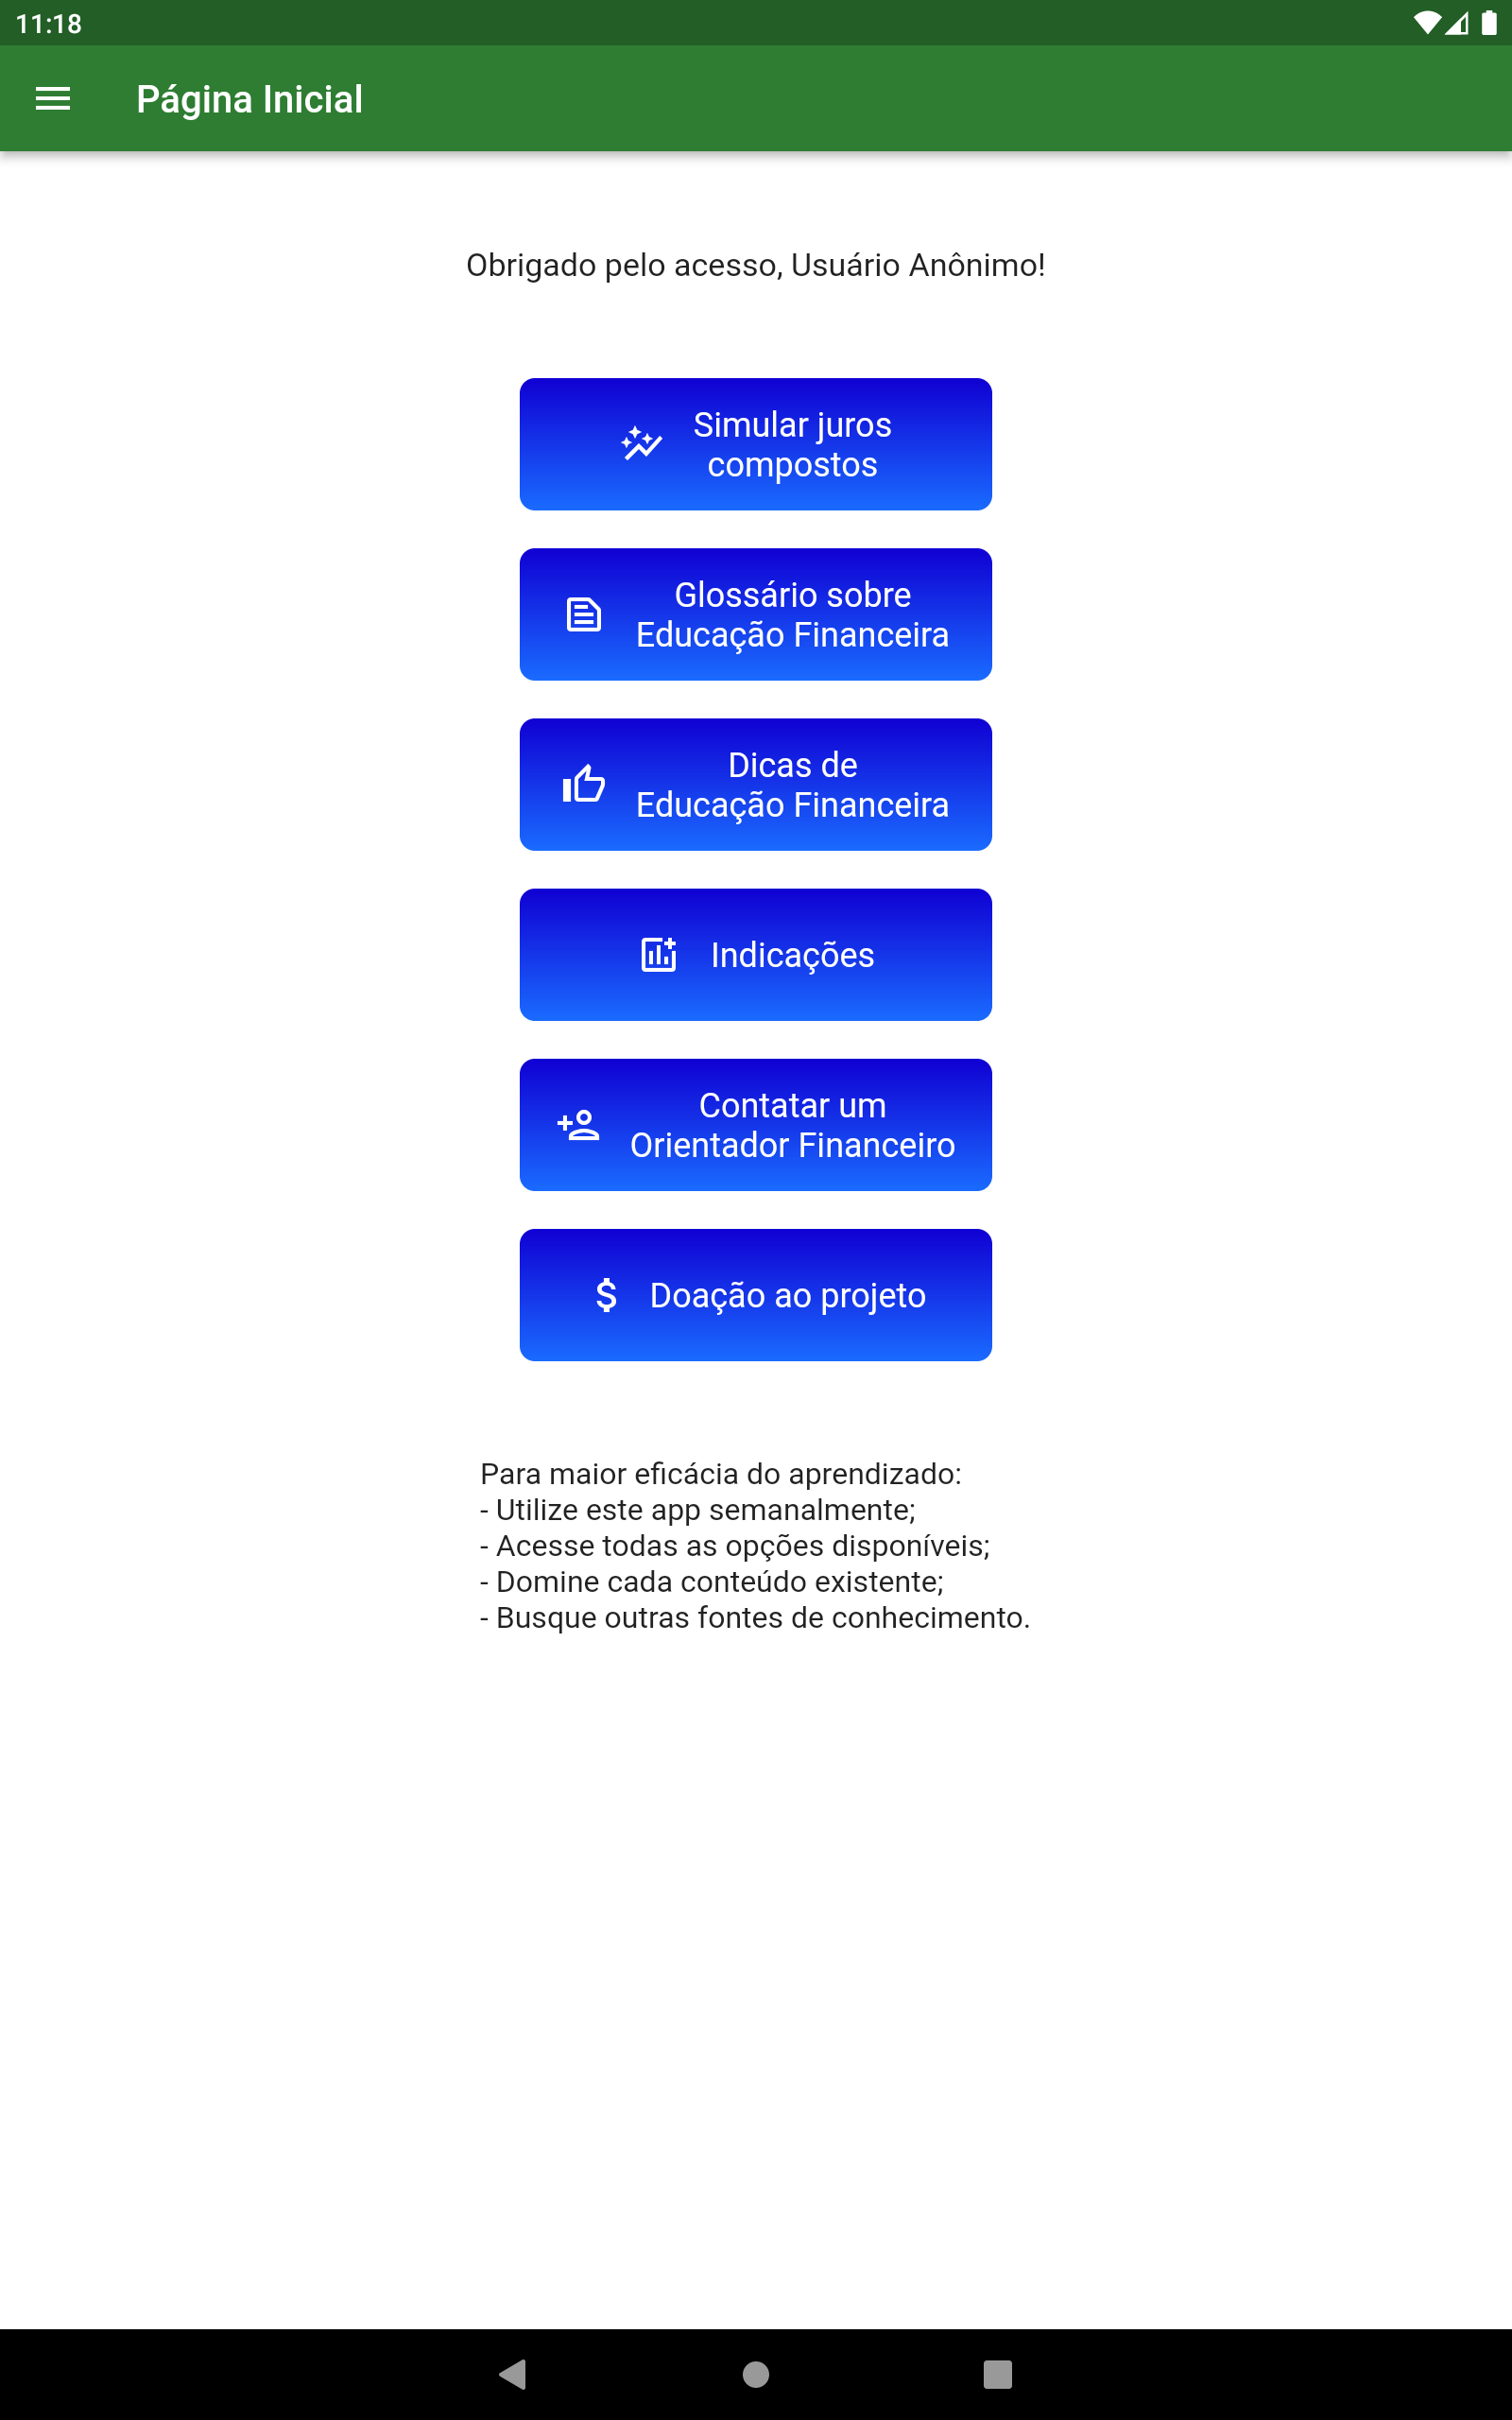 11:18
Página Inicial
Obrigado pelo acesso, Usuário Anônimo!
Simular juros
compostos
Glossário sobre
Educação Financeira
Dicas de
Educação Financeira
Indicações
Contatar um
Orientador Financeiro
Doação ao projeto
Para maior eficácia do aprendizado:
- Utilize este app semanalmente;
- Acesse todas as opções disponíveis;
- Domine cada conteúdo existente;
- Busque outras fontes de conhecimento.